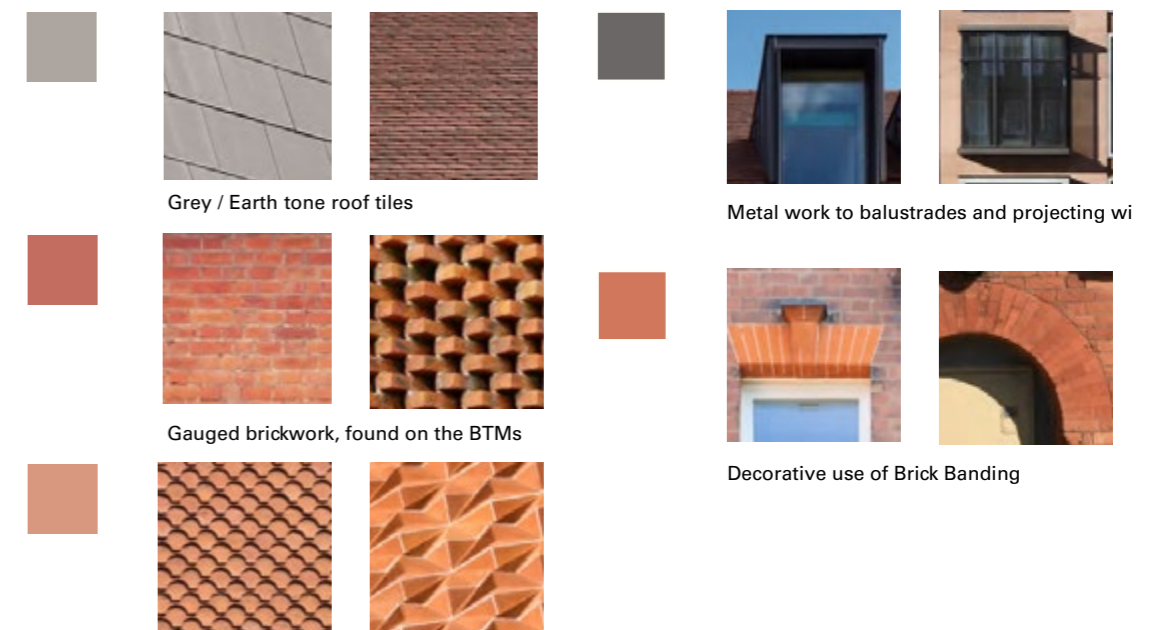 Grey / Earth tone roof tiles
Metal work to balustrades and projecting wi
Gauged brickwork, found on the BTMs
Decorative use of Brick Banding